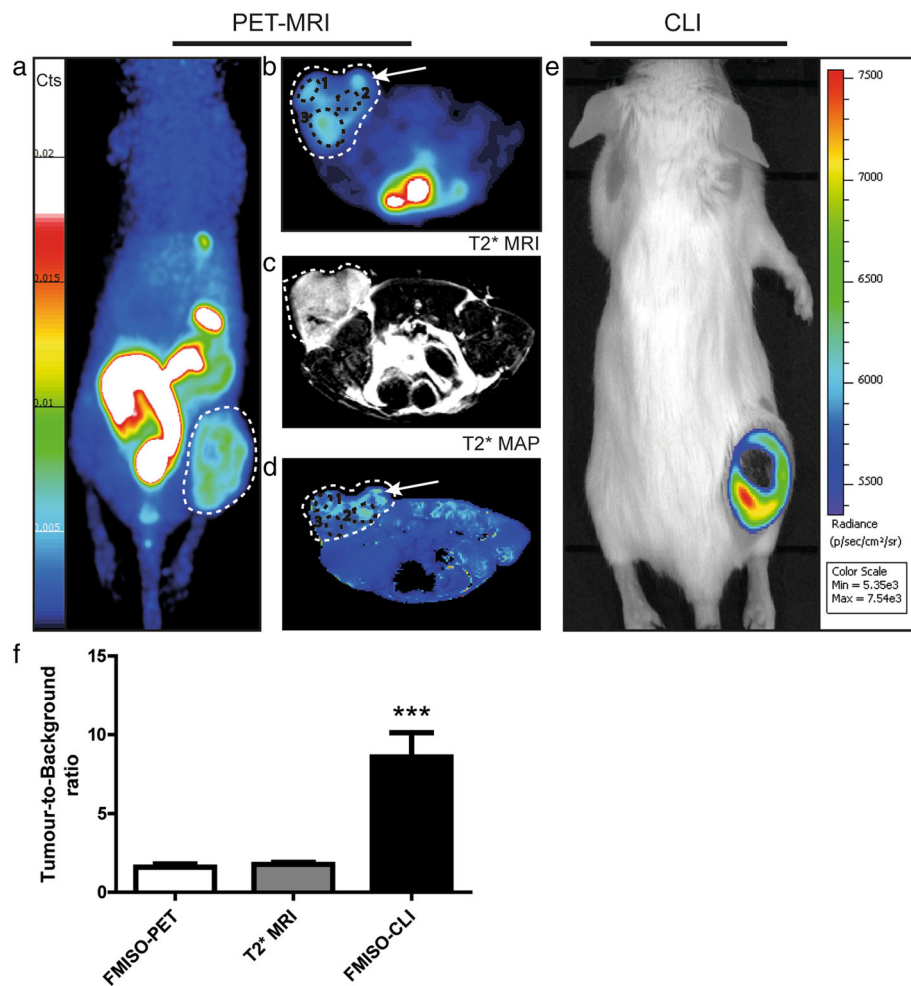 PET-MRI
CLI
a
Cts
0.02
0.015
0.01
0.005
b
1
2
3
T2* MRI
c
T2* MAP
d
1
2
3
e
7500
7000
6500
6000
5500
Radiance
(p/sec/cm²/sr)
Color Scale
Min = 5.35e3
Max = 7.54e3
f
Tumour-to-Background
ratio
15
10
5
0
***
FMISO-PET
T2* MRI
FMISO-CLI